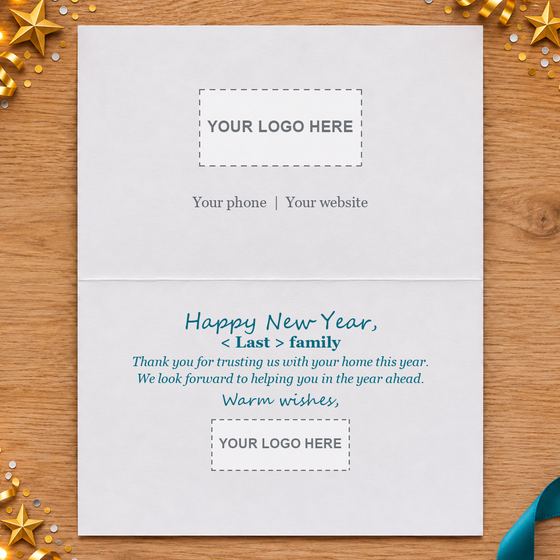 YOUR LOGO HERE
Your phone | Your website
Happy New Year,
< Last > family
Thank you for trusting us with your home this year.
We look forward to helping you in the year ahead.
Warm wishes,
YOUR LOGO HERE